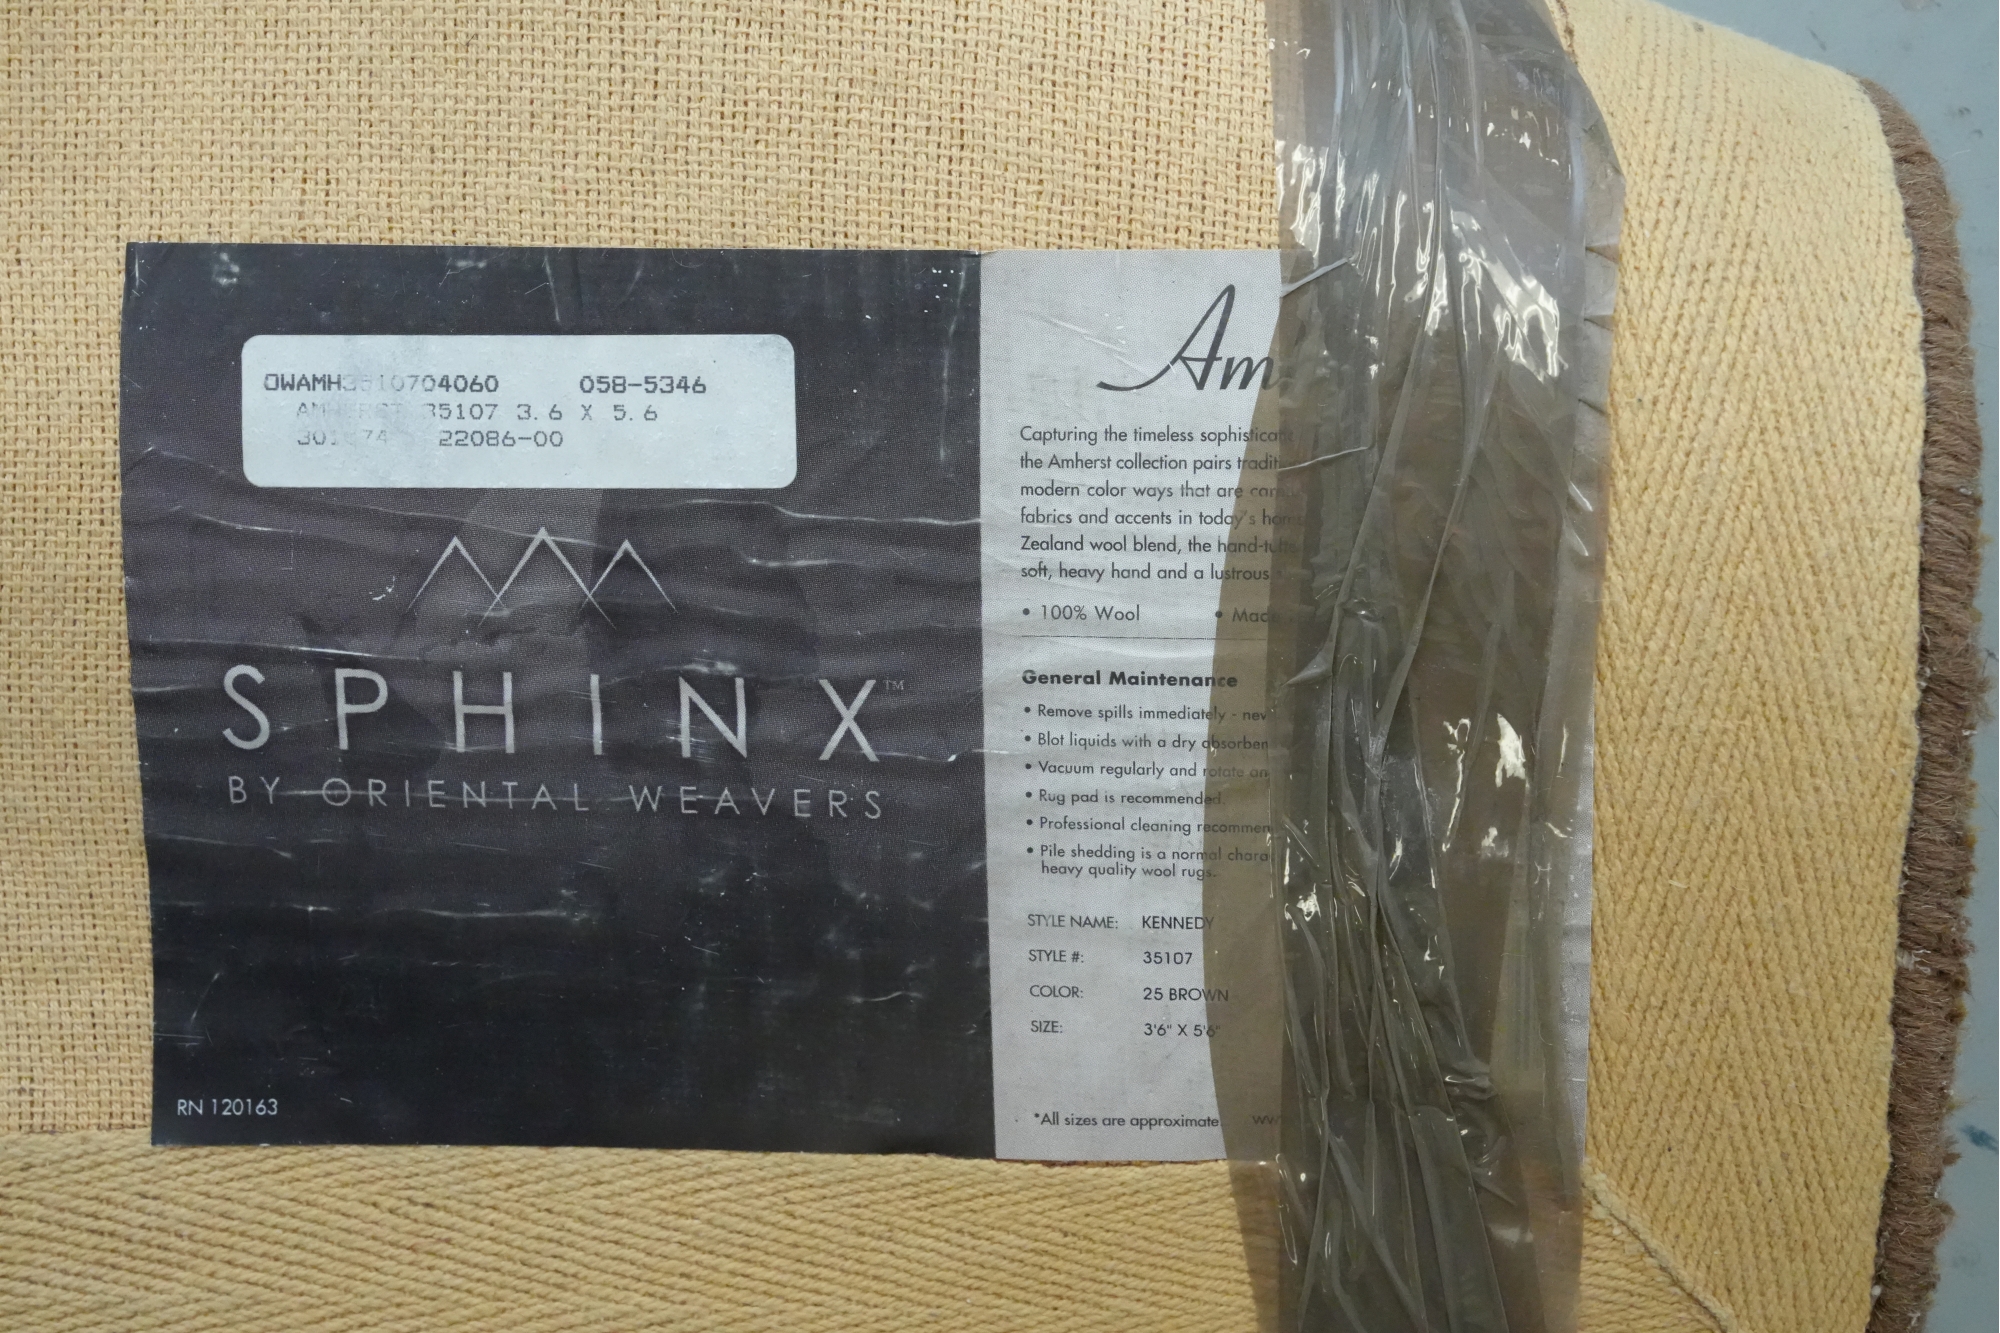 OWAMH3510704060 058-5346
AMHERST 35107 3.6 X 5.6
22086-00
SPHINX™
BY ORIENTAL WEAVERS
RN 120163
Am
Capturing the timeless
the Amherst collection pairs
modern color ways that are
fabrics and accents in today's
Zealand wool blend, the
soft, heavy hand and a lustrous
• 100% Wool •
General Maintenance
• Remove spills immediately -
• Blot liquids with a dry
• Vacuum regularly and rotate
• Rug pad is recommended.
• Professional cleaning
• Pile shedding is a normal
heavy quality wool rugs.
STYLE NAME: KENNEDY
STYLE #: 35107
COLOR: 25 BROWN
SIZE: 3'6" X 5'6"
*All sizes are approximate.